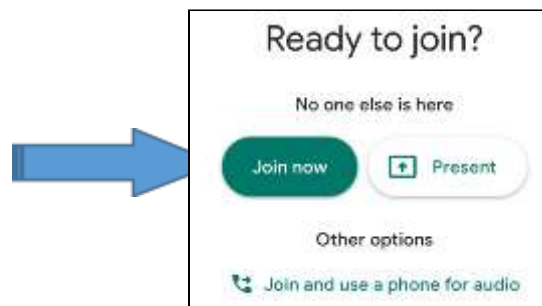 Ready to join?
No one else is here
Join now Present
Other options
Join and use a phone for audio